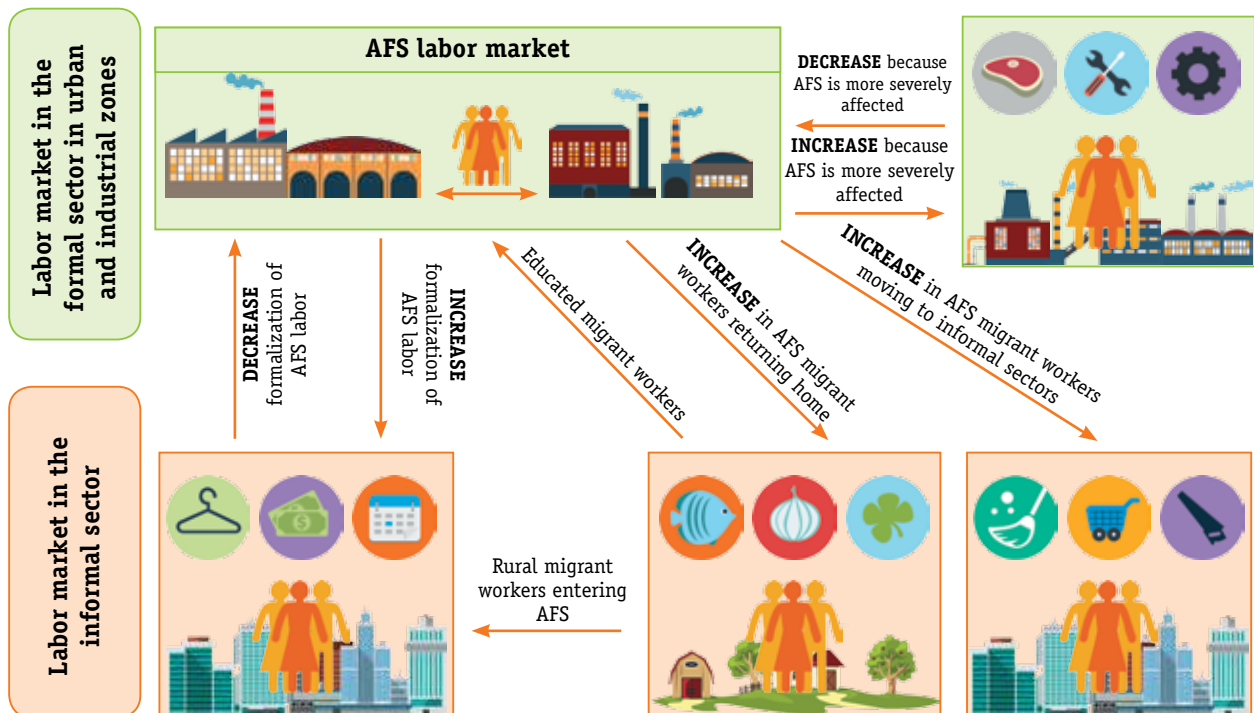 Labor market in the
formal sector in urban
and industrial zones
AFS labor market
DECREASE because
AFS is more severely
affected
INCREASE because
AFS is more severely
affected
DECREASE
formalization of
AFS labor
INCREASE
formalization of
AFS labor
Educated migrant workers
INCREASE in AFS migrant
workers returning home
INCREASE in AFS migrant workers
moving to informal sectors
Labor market in the
informal sector
Rural migrant
workers entering
AFS